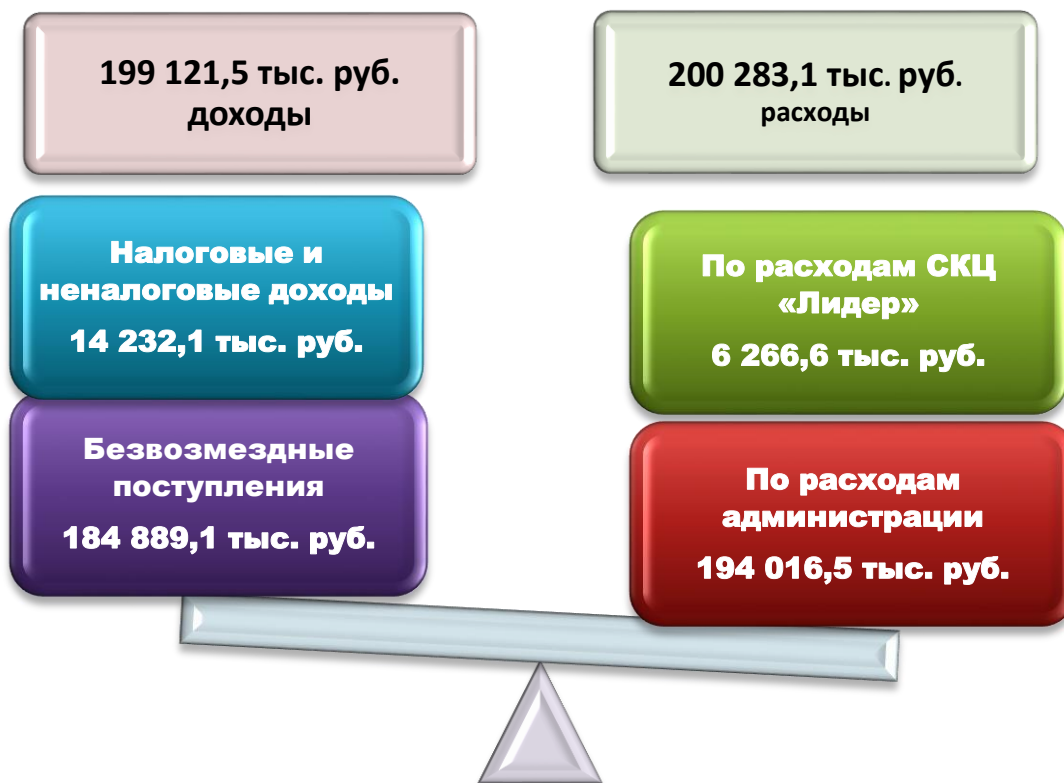 199 121,5 тыс. руб.
доходы
200 283,1 тыс. руб.
расходы
Налоговые и
неналоговые доходы
14 232,1 тыс. руб.
Безвозмездные
поступления
184 889,1 тыс. руб.
По расходам СКЦ
«Лидер»
6 266,6 тыс. руб.
По расходам
администрации
194 016,5 тыс. руб.